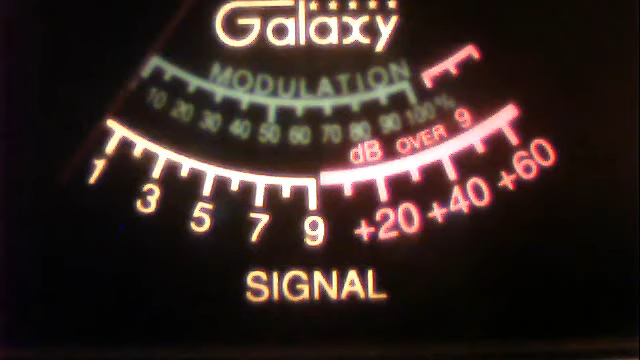 Galaxy
MODULATION
10 20 30 40 50 60 70 80 90 100%
dB OVER 9
1 3 5 7 9 +20 +40 +60
SIGNAL